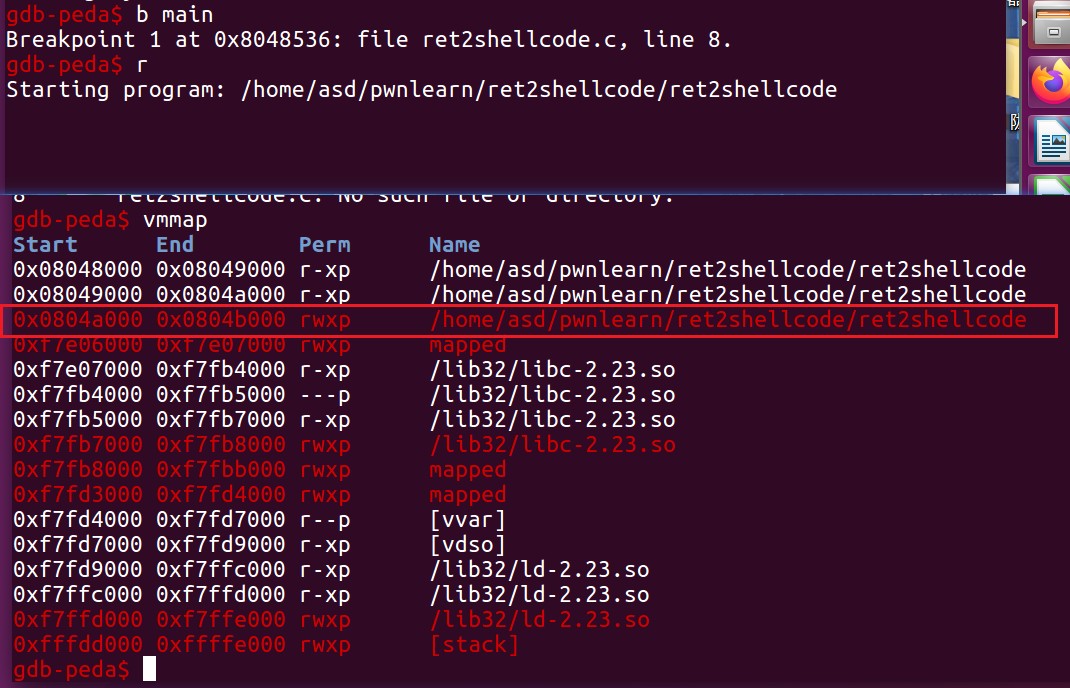 gdb-peda$ b main
Breakpoint 1 at 0x8048536: file ret2shellcode.c, line 8.
gdb-peda$ r
Starting program: /home/asd/pwnlearn/ret2shellcode/ret2shellcode
8 ret2shellcode.c: No such file or directory.
gdb-peda$ vmmap
Start End Perm Name
0x08048000 0x08049000 r-xp /home/asd/pwnlearn/ret2shellcode/ret2shellcode
0x08049000 0x0804a000 r-xp /home/asd/pwnlearn/ret2shellcode/ret2shellcode
0x0804a000 0x0804b000 rwxp /home/asd/pwnlearn/ret2shellcode/ret2shellcode
0xf7e06000 0xf7e07000 rwxp mapped
0xf7e07000 0xf7fb4000 r-xp /lib32/libc-2.23.so
0xf7fb4000 0xf7fb5000 ---p /lib32/libc-2.23.so
0xf7fb5000 0xf7fb7000 r-xp /lib32/libc-2.23.so
0xf7fb7000 0xf7fb8000 rwxp /lib32/libc-2.23.so
0xf7fb8000 0xf7fbb000 rwxp mapped
0xf7fd3000 0xf7fd4000 rwxp mapped
0xf7fd4000 0xf7fd7000 r--p [vvar]
0xf7fd7000 0xf7fd9000 r-xp [vdso]
0xf7fd9000 0xf7ffc000 r-xp /lib32/ld-2.23.so
0xf7ffc000 0xf7ffd000 r-xp /lib32/ld-2.23.so
0xf7ffd000 0xf7ffe000 rwxp /lib32/ld-2.23.so
0xfffdd000 0xffffe000 rwxp [stack]
gdb-peda$